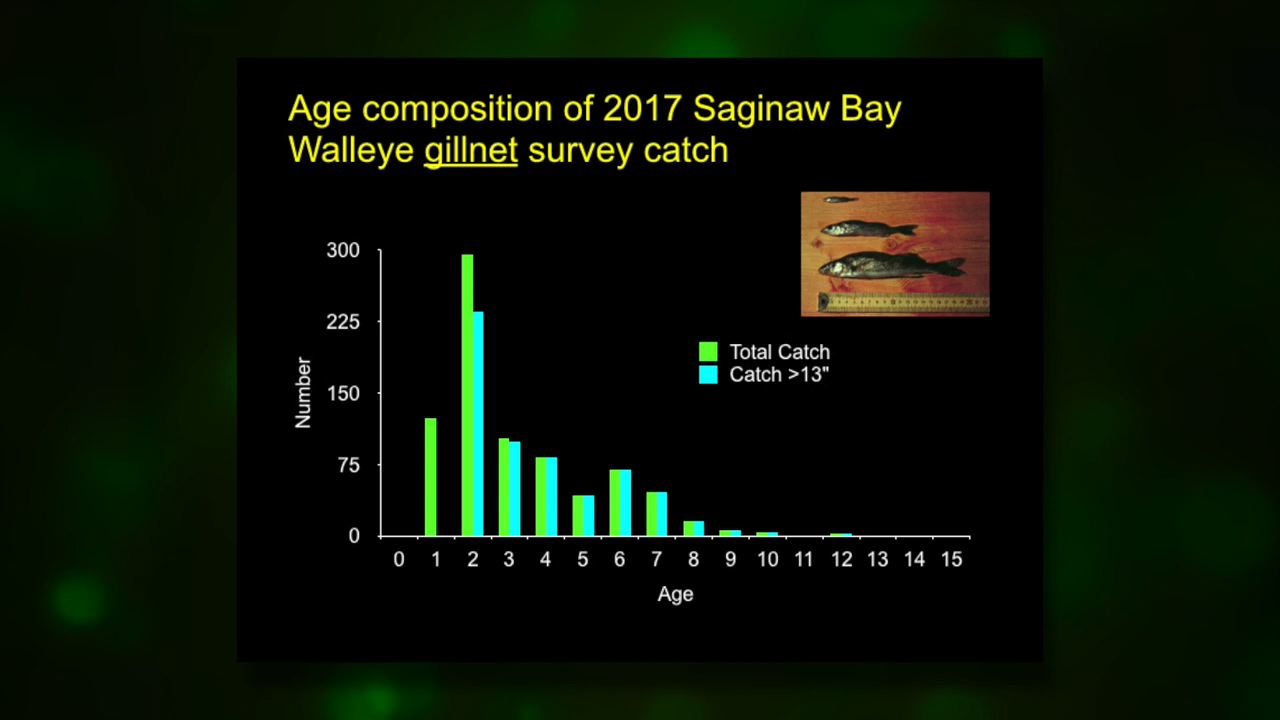 Age composition of 2017 Saginaw Bay
Walleye gillnet survey catch
300
225
150
75
0
Number
Total Catch
Catch >13"
0 1 2 3 4 5 6 7 8 9 10 11 12 13 14 15
Age